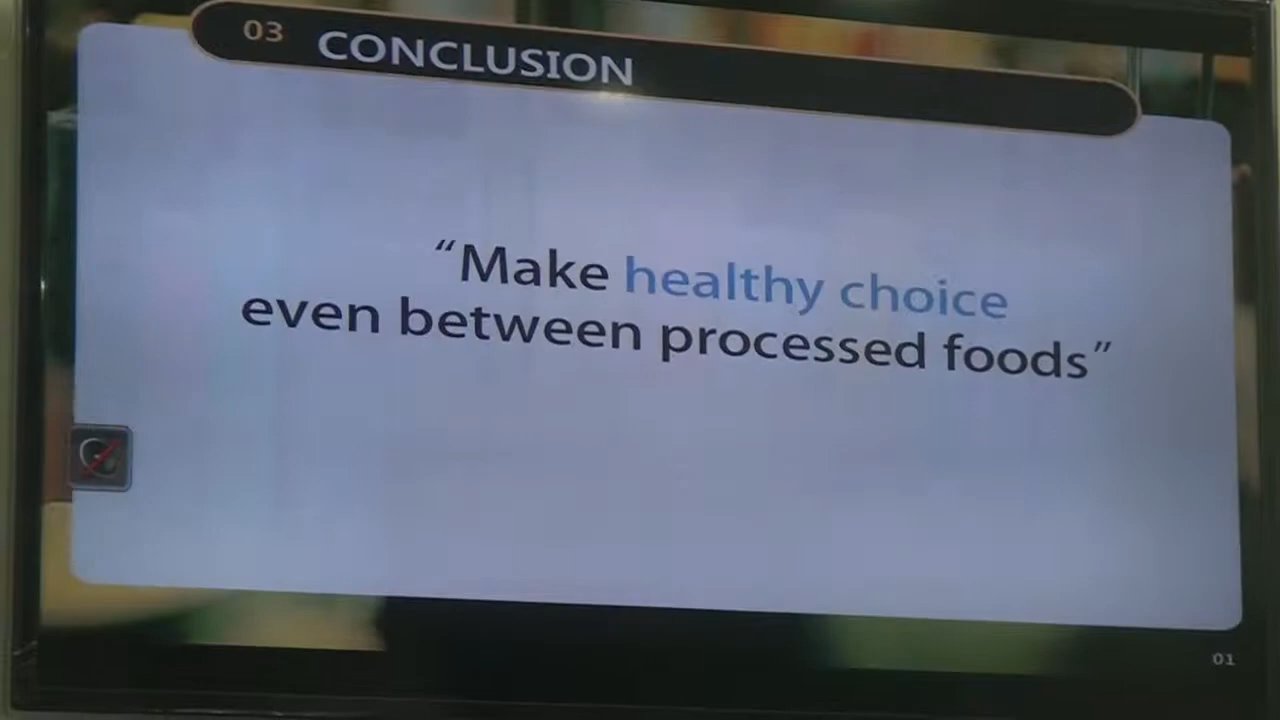 03 CONCLUSION
“Make healthy choice
even between processed foods”
01